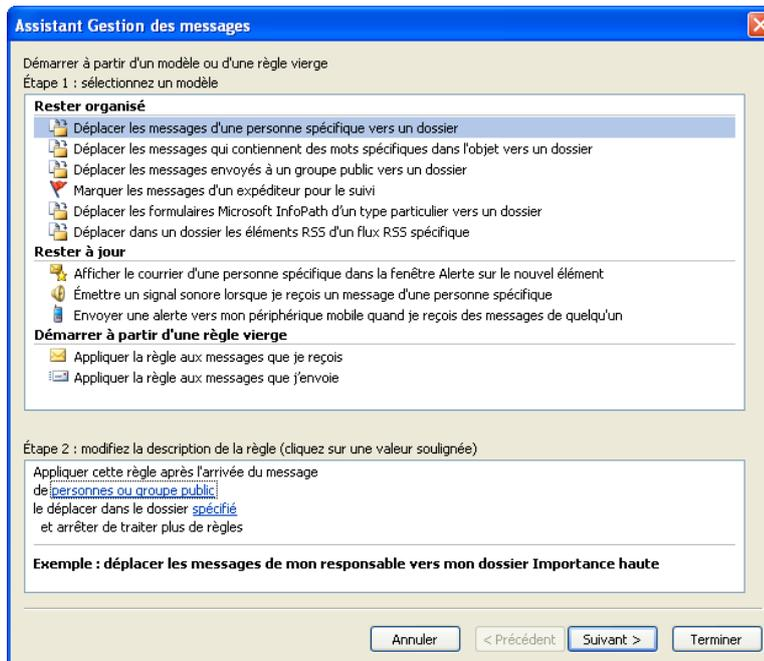 Assistant Gestion des messages
Démarrer à partir d'un modèle ou d'une règle vierge
Étape 1 : sélectionnez un modèle
Rester organisé
Déplacer les messages d'une personne spécifique vers un dossier
Déplacer les messages qui contiennent des mots spécifiques dans l'objet vers un dossier
Déplacer les messages envoyés à un groupe public vers un dossier
Marquer les messages d'un expéditeur pour le suivi
Déplacer les formulaires Microsoft InfoPath d'un type particulier vers un dossier
Déplacer dans un dossier les éléments RSS d'un flux RSS spécifique
Rester à jour
Afficher le courrier d'une personne spécifique dans la fenêtre Alerte sur le nouvel élément
Émettre un signal sonore lorsque je reçois un message d'une personne spécifique
Envoyer une alerte vers mon périphérique mobile quand je reçois des messages de quelqu'un
Démarrer à partir d'une règle vierge
Appliquer la règle aux messages que je reçois
Appliquer la règle aux messages que j'envoie
Étape 2 : modifiez la description de la règle (cliquez sur une valeur soulignée)
Appliquer cette règle après l'arrivée du message
de personnes ou groupe public
le déplacer dans le dossier spécifié
et arrêter de traiter plus de règles
Exemple : déplacer les messages de mon responsable vers mon dossier Importance haute
Annuler
< Précédent
Suivant >
Terminer